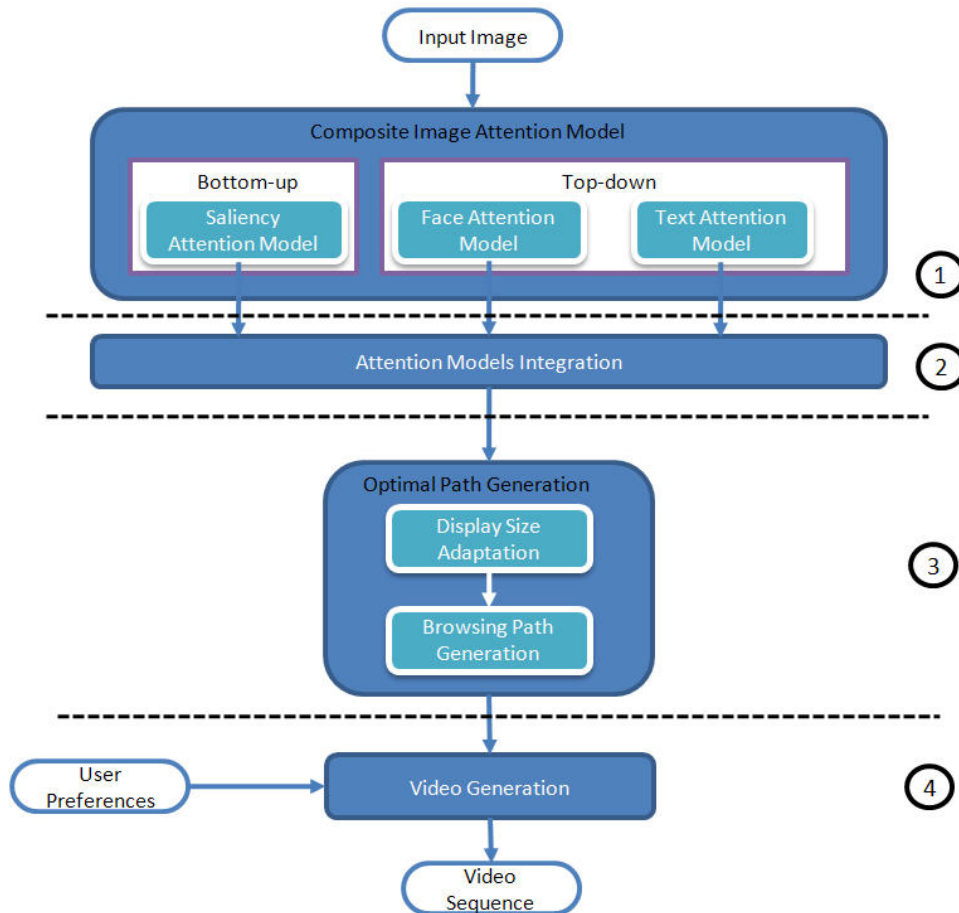 Input Image
Composite Image Attention Model
Bottom-up
Top-down
Saliency
Attention Model
Face Attention
Model
Text Attention
Model
1
Attention Models Integration
2
Optimal Path Generation
Display Size
Adaptation
3
Browsing Path
Generation
User
Preferences
Video Generation
4
Video
Sequence